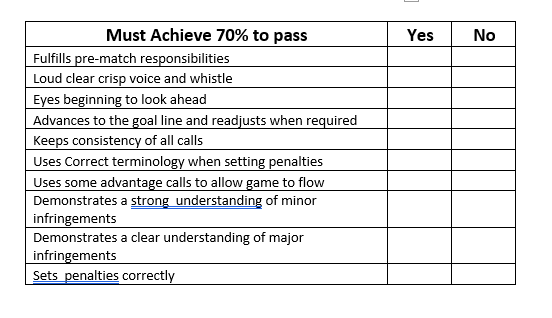 Must Achieve 70% to pass Yes No
Fulfills pre-match responsibilities
Loud clear crisp voice and whistle
Eyes beginning to look ahead
Advances to the goal line and readjusts when required
Keeps consistency of all calls
Uses Correct terminology when setting penalties
Uses some advantage calls to allow game to flow
Demonstrates a strong understanding of minor
infringements
Demonstrates a clear understanding of major
infringements
Sets penalties correctly